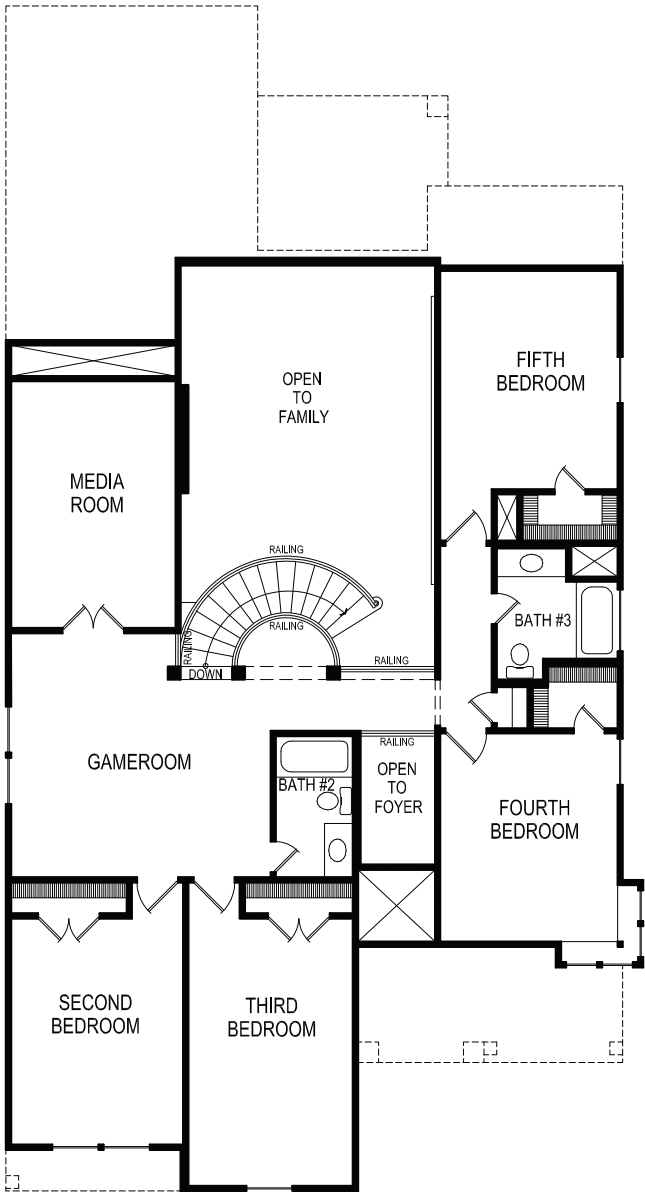 FIFTH
BEDROOM
OPEN
TO
FAMILY
MEDIA
ROOM
RAILING
RAILING
RAILING
BATH #3
RAILING
DOWN
RAILING
GAMEROOM
BATH #2
OPEN
TO
FOYER
FOURTH
BEDROOM
SECOND
BEDROOM
THIRD
BEDROOM